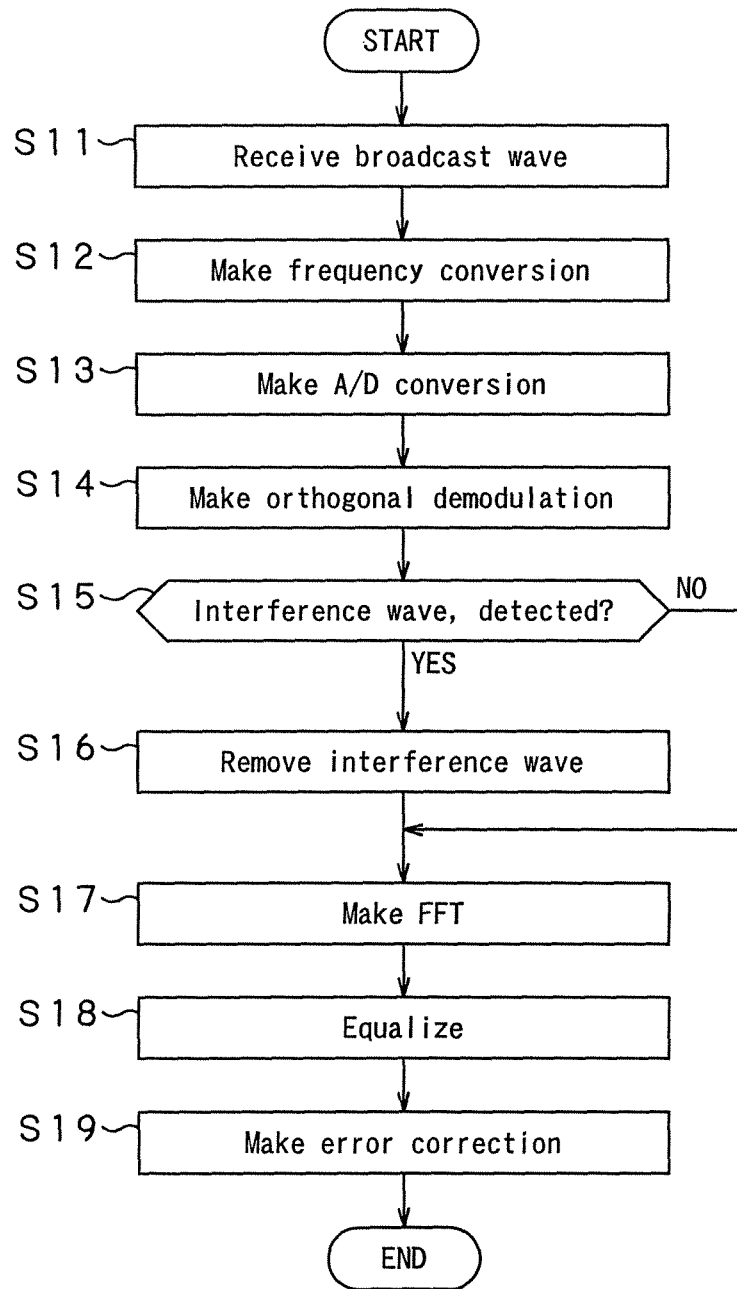 START
S11
Receive broadcast wave
S12
Make frequency conversion
S13
Make A/D conversion
S14
Make orthogonal demodulation
S15
Interference wave, detected?
NO
YES
S16
Remove interference wave
S17
Make FFT
S18
Equalize
S19
Make error correction
END